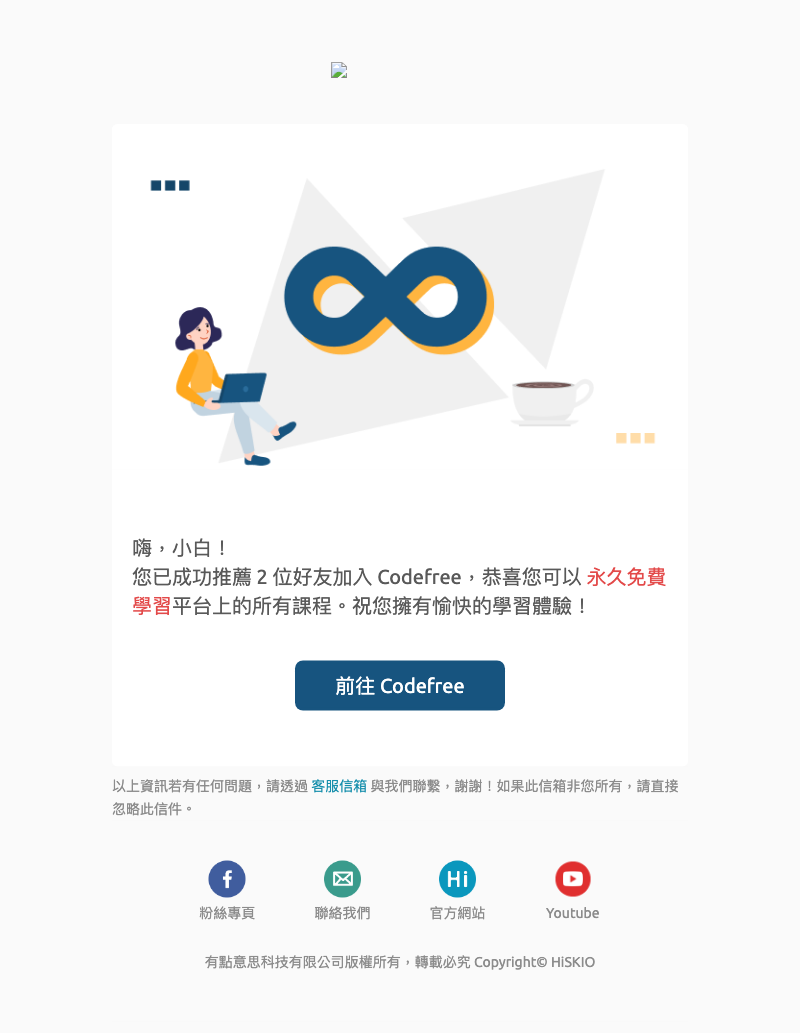 嗨，小白！
您已成功推薦 2 位好友加入 Codefree，恭喜您可以 永久免費
學習平台上的所有課程。祝您擁有愉快的學習體驗！
前往 Codefree
以上資訊若有任何問題，請透過 客服信箱 與我們聯繫，謝謝！如果此信箱非您所有，請直接
忽略此信件。
Hi
粉絲專頁 聯絡我們 官方網站 Youtube
有點意思科技有限公司版權所有，轉載必究 Copyright© HiSKIO